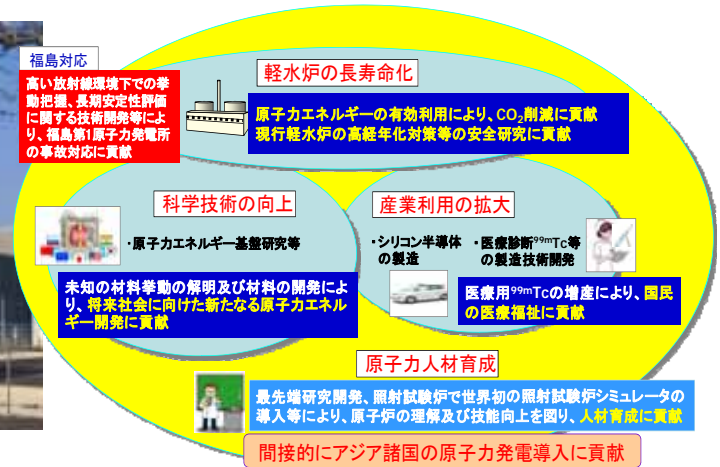 福島対応
高い放射線環境下での挙
動把握、長期安定性評価
に関する技術開発等によ
り、福島第1原子力発電所
の事故対応に貢献
軽水炉の長寿命化
原子力エネルギーの有効利用により、CO2削減に貢献
現行軽水炉の高経年化対策等の安全研究に貢献
科学技術の向上
・原子力エネルギー基盤研究等
未知の材料挙動の解明及び材料の開発によ
り、将来社会に向けた新たなる原子力エネル
ギー開発に貢献
産業利用の拡大
・シリコン半導体
の製造
・医療診断99mTc等
の製造技術開発
医療用99mTcの増産により、国民
の医療福祉に貢献
原子力人材育成
最先端研究開発、照射試験炉で世界初の照射試験炉シミュレータの
導入等により、原子炉の理解及び技能向上を図り、人材育成に貢献
間接的にアジア諸国の原子力発電導入に貢献